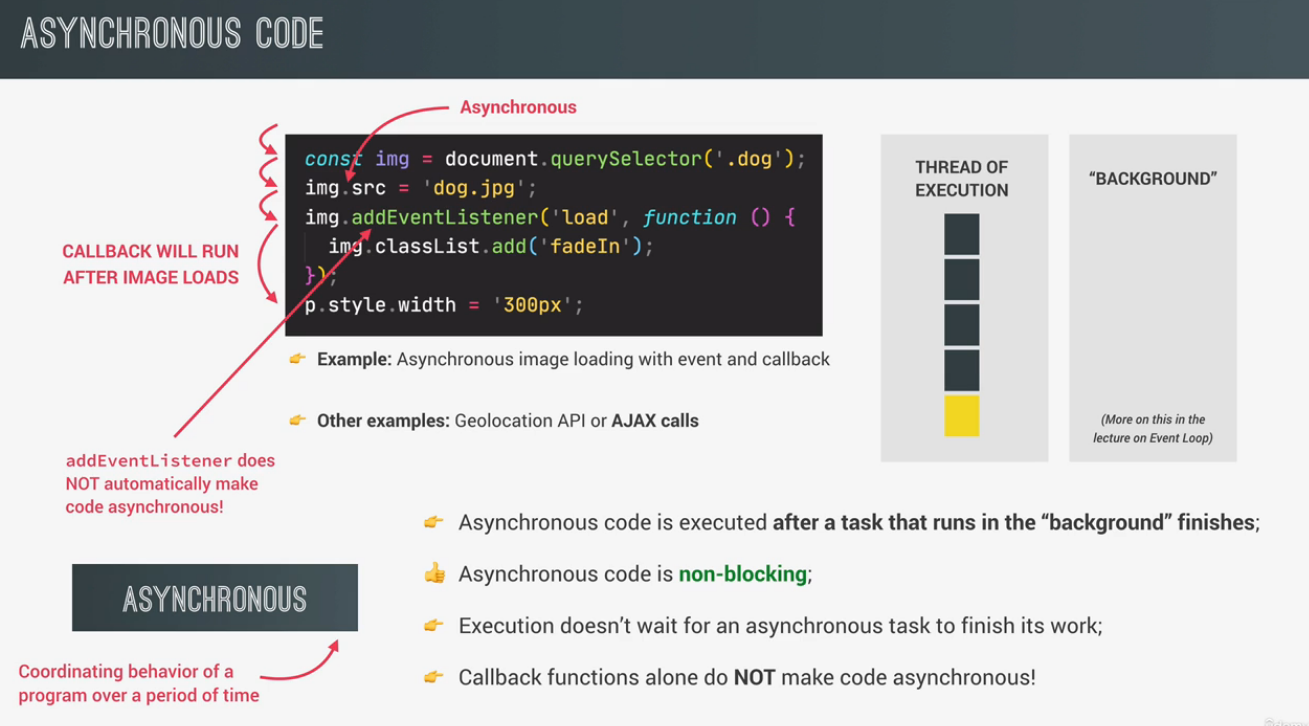 ASYNCHRONOUS CODE
Asynchronous
const img = document.querySelector('.dog');
img.src = 'dog.jpg';
img.addEventListener('load', function () {
img.classList.add('fadeIn');
});
p.style.width = '300px';
CALLBACK WILL RUN
AFTER IMAGE LOADS
THREAD OF
EXECUTION
“BACKGROUND”
(More on this in the
lecture on Event Loop)
👉 Example: Asynchronous image loading with event and callback
👉 Other examples: Geolocation API or AJAX calls
addEventListener does
NOT automatically make
code asynchronous!
👉 Asynchronous code is executed after a task that runs in the “background” finishes;
👍 Asynchronous code is non-blocking;
👉 Execution doesn’t wait for an asynchronous task to finish its work;
👉 Callback functions alone do NOT make code asynchronous!
ASYNCHRONOUS
Coordinating behavior of a
program over a period of time